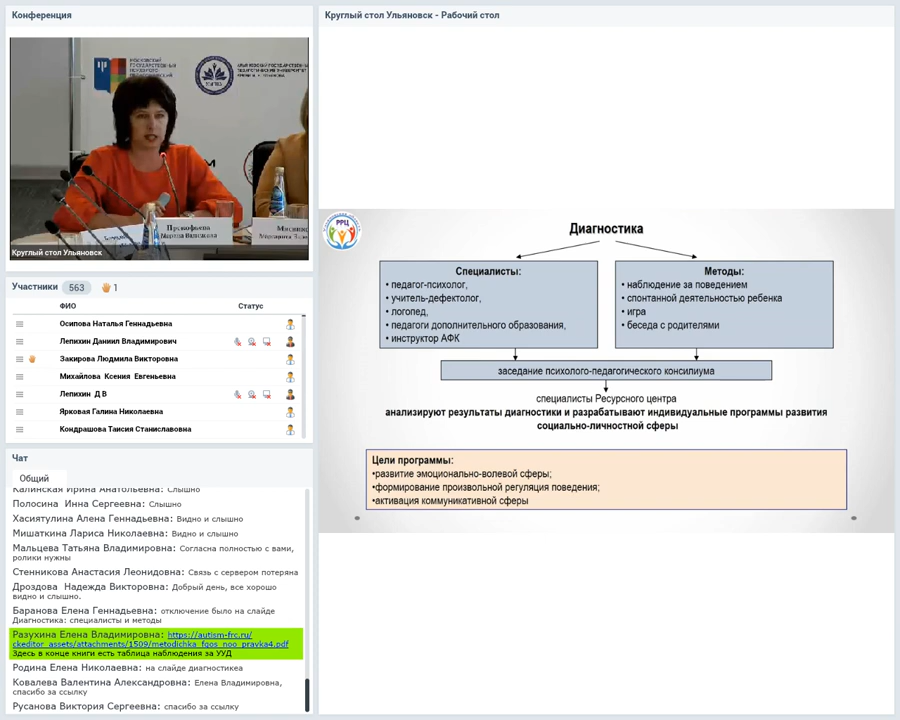 Конференция
МОСКОВСКИЙ
ГОСУДАРСТВЕННЫЙ
Круглый стол Ульяновск
Участники 563 1
ФИО Статус
Осипова Наталья Геннадьевна
Лепихин Даниил Владимирович
Закирова Людмила Викторовна
Михайлова Ксения Евгеньевна
Лепихин Д В
Ярковая Галина Николаевна
Кондрашова Таисия Станиславовна
Чат
Общий
Калинская Ирина Анатольевна: Слышно
Полосина Инна Сергеевна: Слышно
Хасиятулина Алена Геннадьевна: Видно и слышно
Мишаткина Лариса Николаевна: Видно и слышно
Мальцева Татьяна Владимировна: Согласна полностью с вами,
ролики нужны
Стенникова Анастасия Леонидовна: Связь с сервером потеряна
Дроздова Надежда Викторовна: Добрый день, все хорошо
видно и слышно.
Баранова Елена Геннадьевна: отключение было на слайде
Диагностика: специалисты и методы
Разухина Елена Владимировна: https://autism-frc.ru/
ckeditor_assets/attachments/1509/metodichka_fgos_noo_pravka4.pdf
Здесь в конце книги есть таблица наблюдения за УУД
Родина Елена Николаевна: на слайде диагностикеа
Ковалева Валентина Александровна: Елена Владимировна,
спасибо за ссылку
Русанова Виктория Сергеевна: спасибо за ссылку
Круглый стол Ульяновск - Рабочий стол
РРЦ
Диагностика
Специалисты:
• педагог-психолог,
• учитель-дефектолог,
• логопед,
• педагоги дополнительного образования,
• инструктор АФК
Методы:
• наблюдение за поведением
• спонтанной деятельностью ребенка
• игра
• беседа с родителями
заседание психолого-педагогического консилиума
специалисты Ресурсного центра
анализируют результаты диагностики и разрабатывают индивидуальные программы развития
социально-личностной сферы
Цели программы:
•развитие эмоционально-волевой сферы;
•формирование произвольной регуляция поведения;
•активация коммуникативной сферы